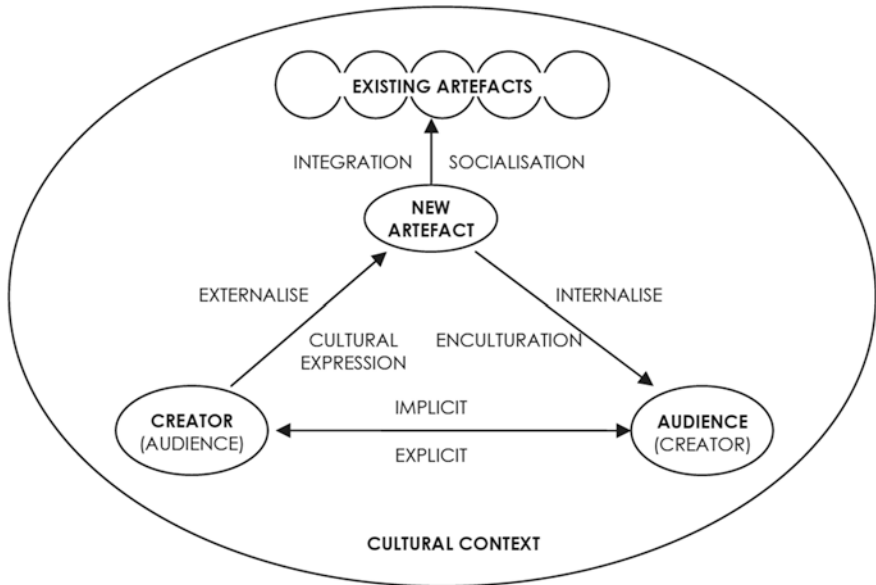 EXISTING ARTEFACTS
INTEGRATION
SOCIALISATION
NEW
ARTEFACT
EXTERNALISE
INTERNALISE
CULTURAL
EXPRESSION
ENCULTURATION
CREATOR
(AUDIENCE)
IMPLICIT
EXPLICIT
AUDIENCE
(CREATOR)
CULTURAL CONTEXT